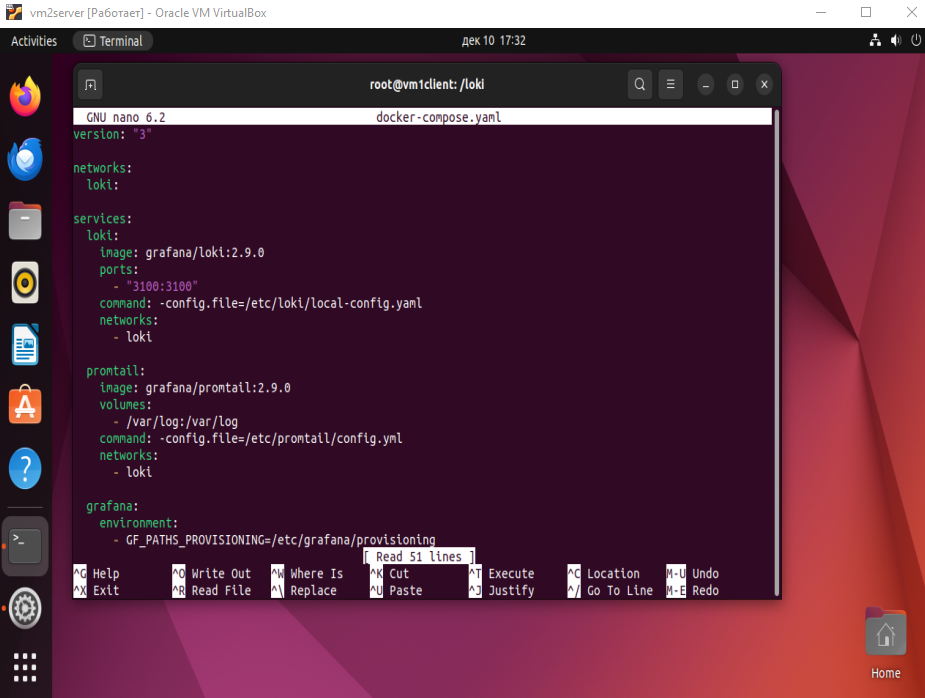 vm2server [Работает] - Oracle VM VirtualBox
Activities
Terminal
дек 10 17:32
root@vm1client: /loki
GNU nano 6.2
docker-compose.yaml
version: "3"
networks:
  loki:
services:
  loki:
    image: grafana/loki:2.9.0
    ports:
      - "3100:3100"
    command: -config.file=/etc/loki/local-config.yaml
    networks:
      - loki
  promtail:
    image: grafana/promtail:2.9.0
    volumes:
      - /var/log:/var/log
    command: -config.file=/etc/promtail/config.yml
    networks:
      - loki
  grafana:
    environment:
      - GF_PATHS_PROVISIONING=/etc/grafana/provisioning
[ Read 51 lines ]
^G Help ^O Write Out ^W Where Is ^K Cut ^T Execute ^C Location M-U Undo
^X Exit ^R Read File ^\ Replace ^U Paste ^J Justify ^/ Go To Line M-E Redo
Home